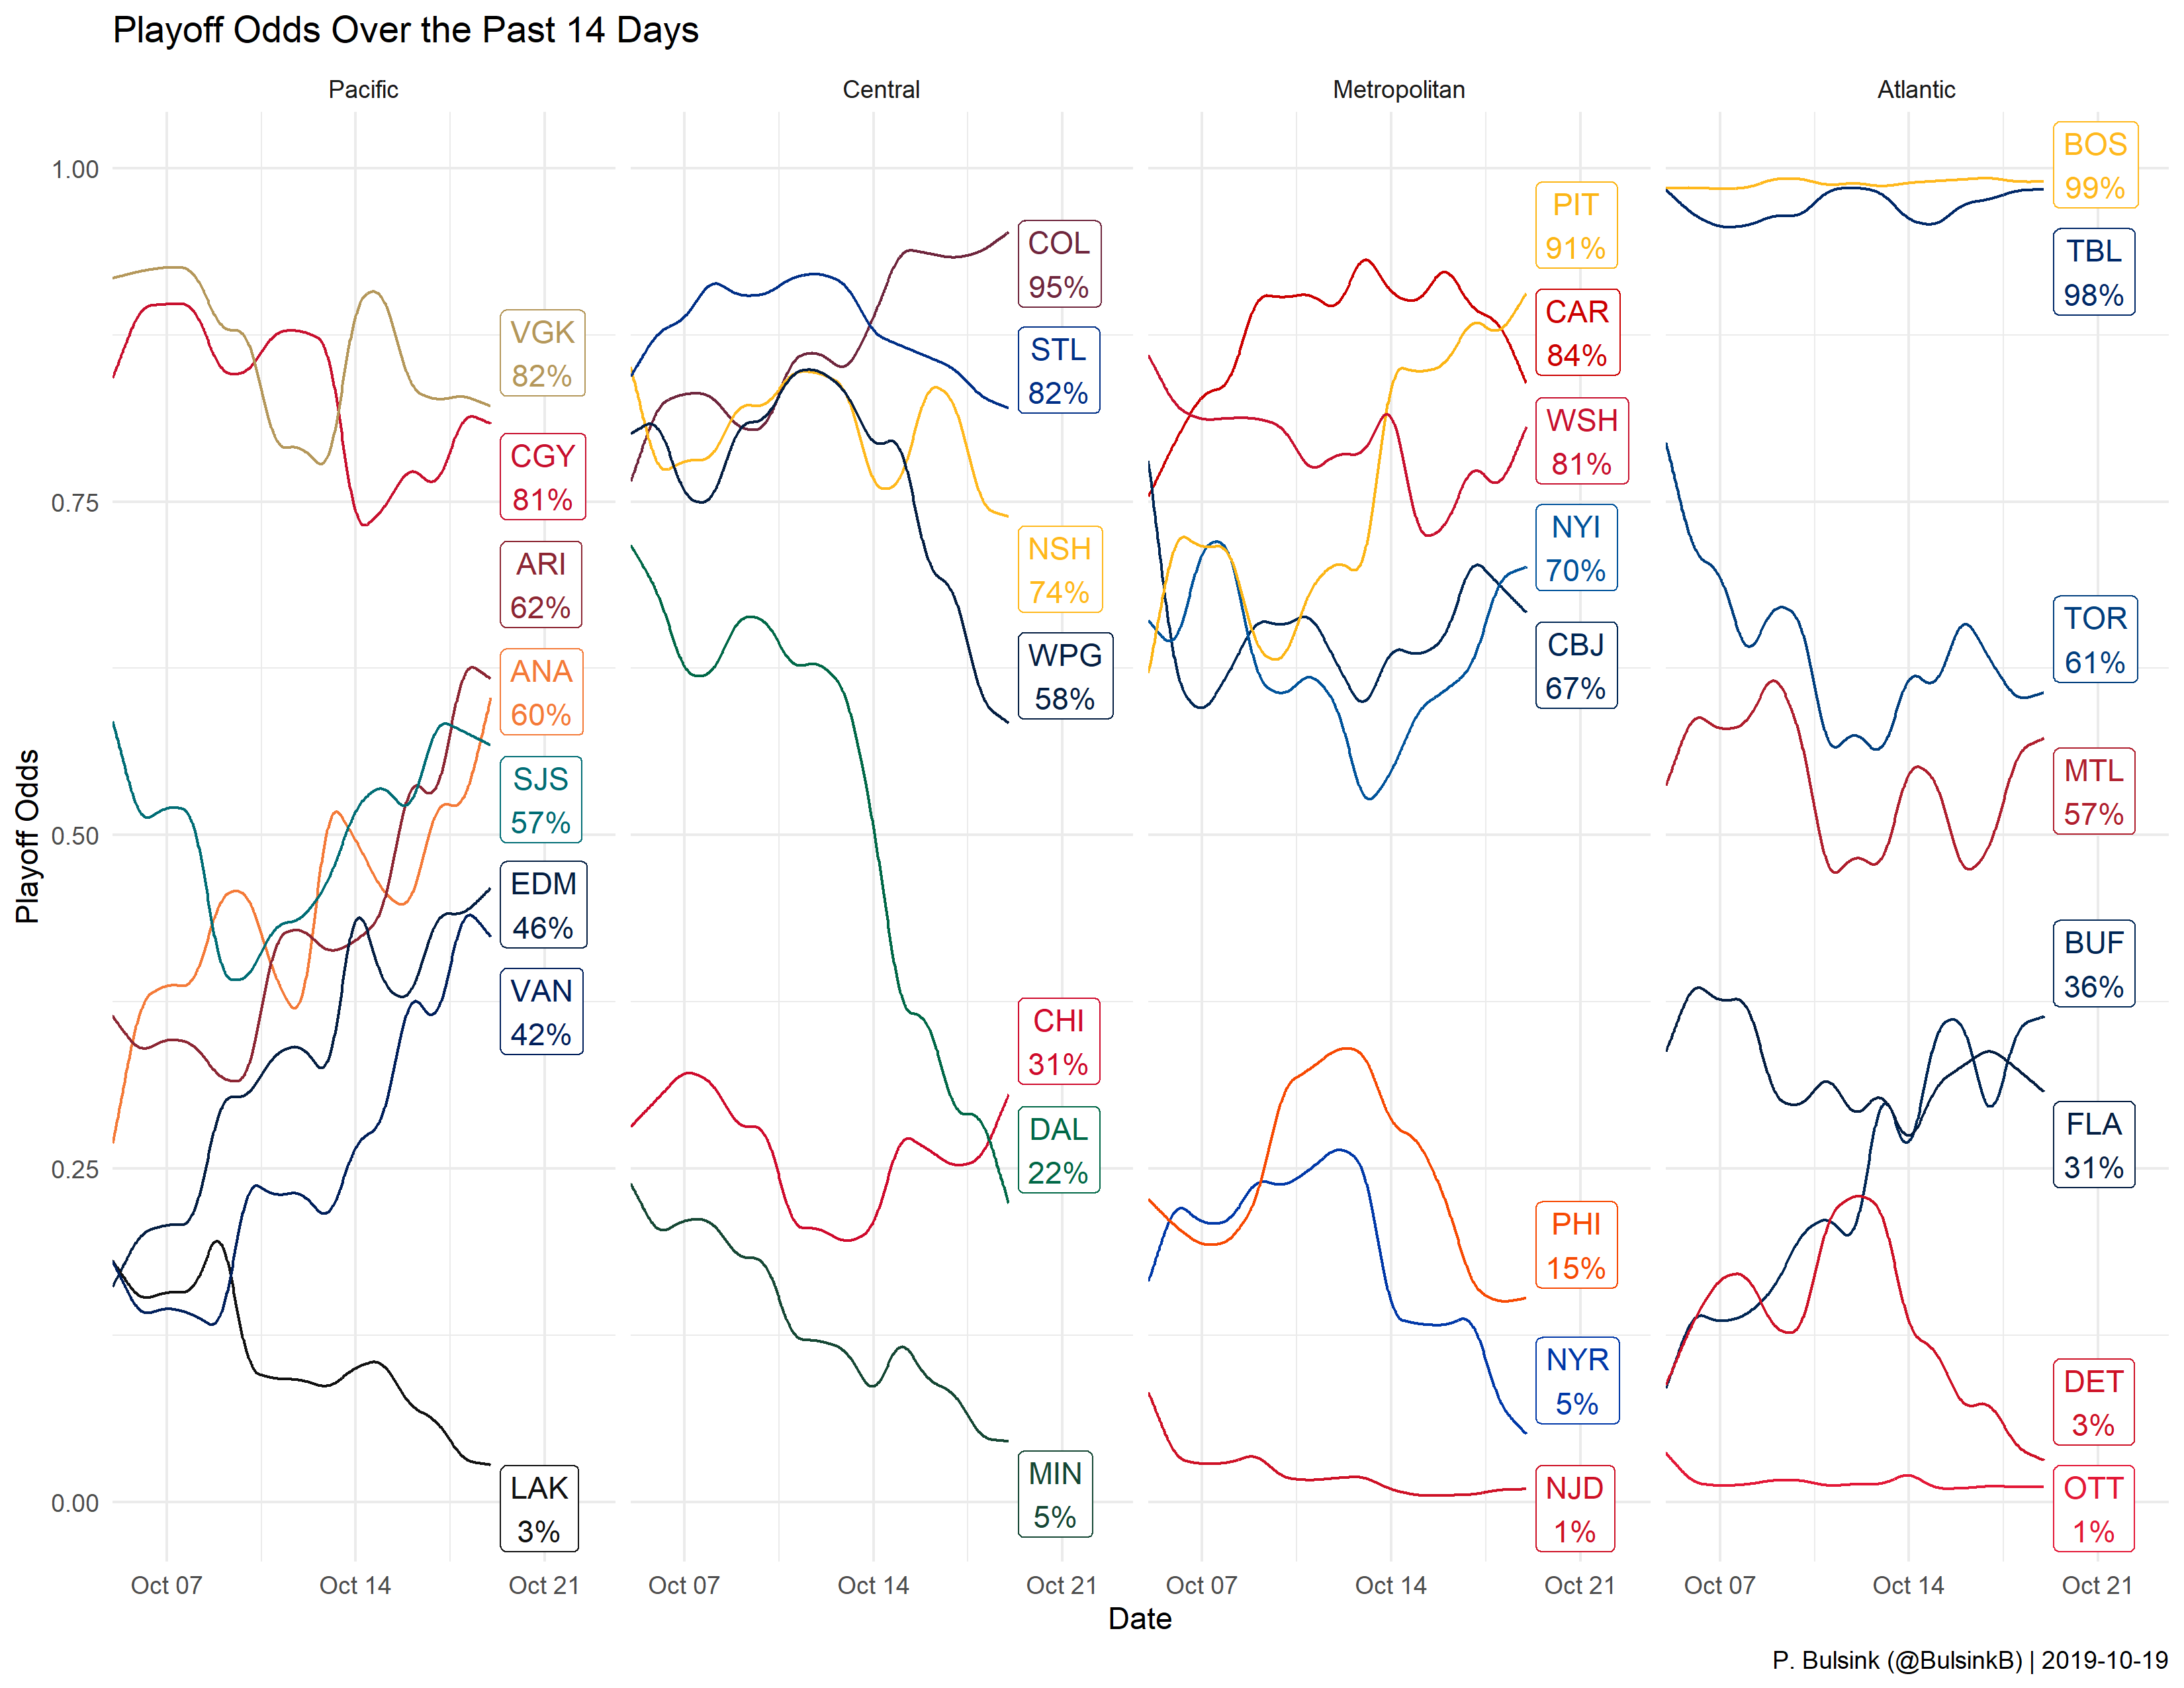 Playoff Odds Over the Past 14 Days
Pacific
Central
Metropolitan
Atlantic
Playoff Odds
1.00
0.75
0.50
0.25
0.00
VGK
82%
CGY
81%
ARI
62%
ANA
60%
SJS
57%
EDM
46%
VAN
42%
LAK
3%
COL
95%
STL
82%
NSH
74%
WPG
58%
CHI
31%
DAL
22%
MIN
5%
PIT
91%
CAR
84%
WSH
81%
NYI
70%
CBJ
67%
PHI
15%
NYR
5%
NJD
1%
BOS
99%
TBL
98%
TOR
61%
MTL
57%
BUF
36%
FLA
31%
DET
3%
OTT
1%
Oct 07
Oct 14
Oct 21
Oct 07
Oct 14
Oct 21
Oct 07
Oct 14
Oct 21
Oct 07
Oct 14
Oct 21
Date
P. Bulsink (@BulsinkB) | 2019-10-19